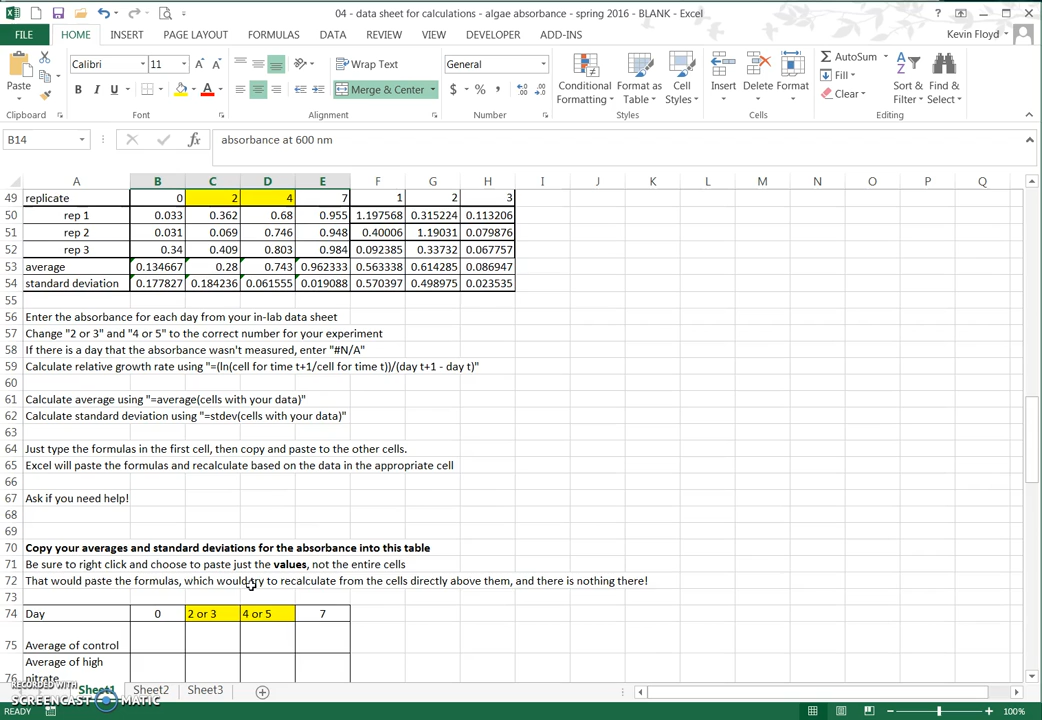 04 - data sheet for calculations - algae absorbance - spring 2016 - BLANK - Excel
FILE HOME INSERT PAGE LAYOUT FORMULAS DATA REVIEW VIEW DEVELOPER ADD-INS Kevin Floyd
Calibri 11 Wrap Text General AutoSum
Paste Merge & Center Conditional Formatting Format as Table Cell Styles Insert Delete Format Fill Clear Sort & Filter Find & Select
Clipboard Font Alignment Number Styles Cells Editing
B14 absorbance at 600 nm
A B C D E F G H I J K L M N O P Q
49 replicate 0 2 4 7 1 2 3
50 rep 1 0.033 0.362 0.68 0.955 1.197568 0.315224 0.113206
51 rep 2 0.031 0.069 0.746 0.948 0.40006 1.19031 0.079876
52 rep 3 0.34 0.409 0.803 0.984 0.092385 0.33732 0.067757
53 average 0.134667 0.28 0.743 0.962333 0.563338 0.614285 0.086947
54 standard deviation 0.177827 0.184236 0.061555 0.019088 0.570397 0.498975 0.023535
55
56 Enter the absorbance for each day from your in-lab data sheet
57 Change "2 or 3" and "4 or 5" to the correct number for your experiment
58 If there is a day that the absorbance wasn't measured, enter "#N/A"
59 Calculate relative growth rate using "=(ln(cell for time t+1/cell for time t))/(day t+1 - day t)"
60
61 Calculate average using "=average(cells with your data)"
62 Calculate standard deviation using "=stdev(cells with your data)"
63
64 Just type the formulas in the first cell, then copy and paste to the other cells.
65 Excel will paste the formulas and recalculate based on the data in the appropriate cell
66
67 Ask if you need help!
68
69
70 Copy your averages and standard deviations for the absorbance into this table
71 Be sure to right click and choose to paste just the values, not the entire cells
72 That would paste the formulas, which would try to recalculate from the cells directly above them, and there is nothing there!
73
74 Day 0 2 or 3 4 or 5 7
75 Average of control
76 Average of high nitrate
RECORDED WITH
SCREENCAST MATIC
Sheet1 Sheet2 Sheet3
READY 100%